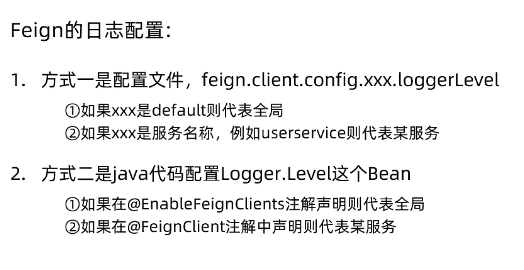 Feign的日志配置:
1. 方式一是配置文件，feign.client.config.xxx.loggerLevel
①如果xxx是default则代表全局
②如果xxx是服务名称，例如userservice则代表某服务
2. 方式二是java代码配置Logger.Level这个Bean
①如果在@EnableFeignClients注解声明则代表全局
②如果在@FeignClient注解中声明则代表某服务